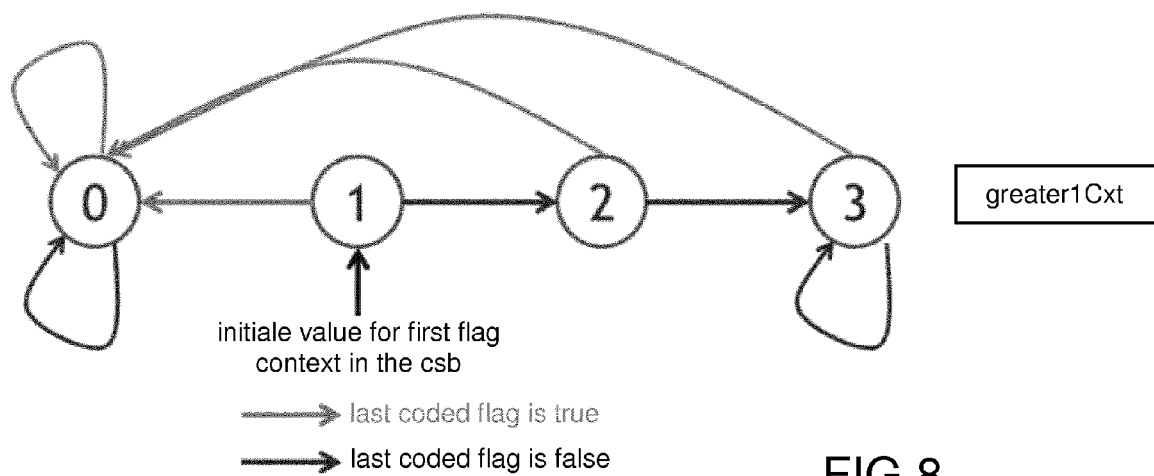 0
1
2
3
greater1Cxt
initiale value for first flag
context in the csb
last coded flag is true
last coded flag is false
FIG 8